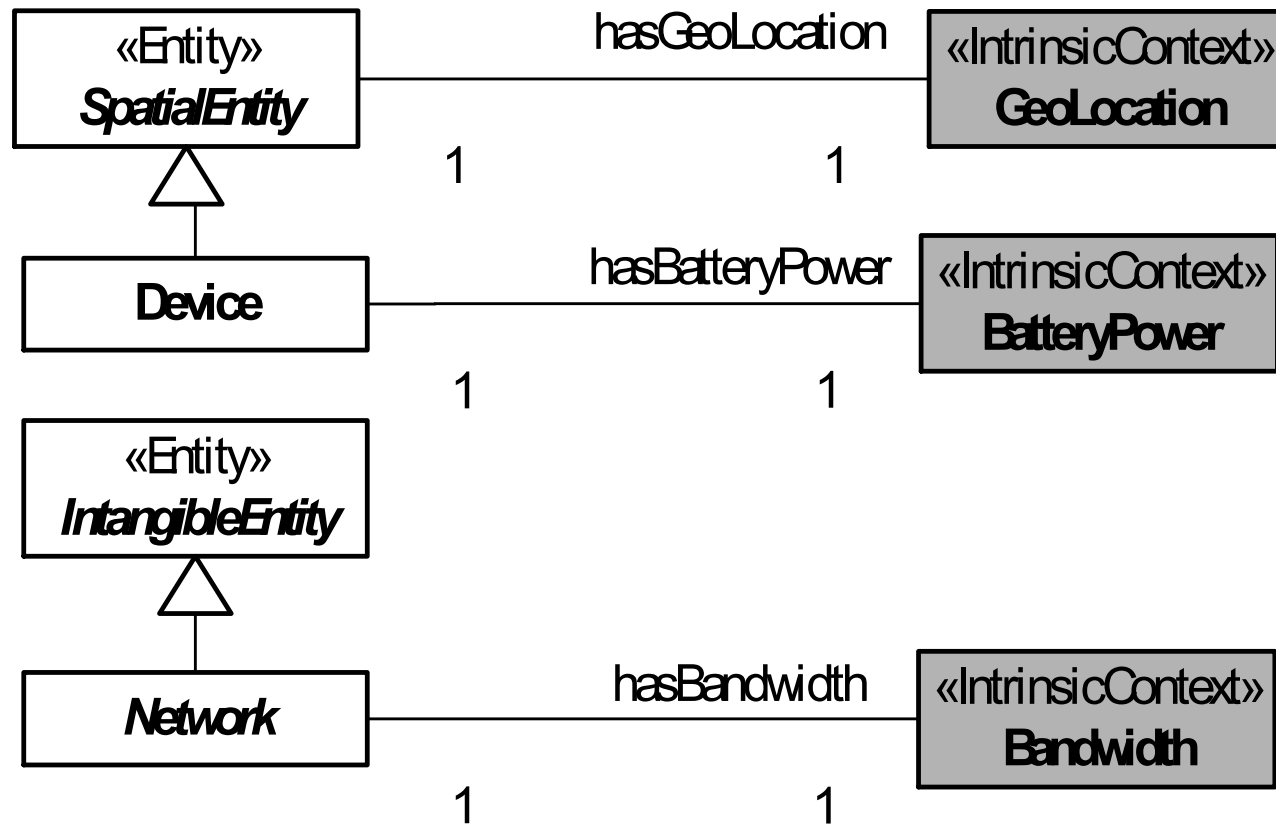 «Entity»
SpatialEntity
hasGeoLocation
«IntrinsicContext»
GeoLocation
1
1
Device
hasBatteryPower
«IntrinsicContext»
BatteryPower
1
1
«Entity»
IntangibleEntity
Network
hasBandwidth
«IntrinsicContext»
Bandwidth
1
1